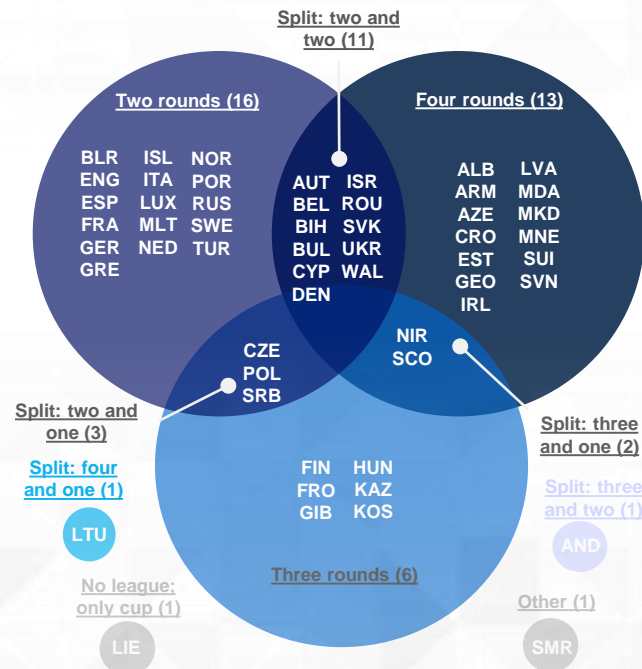 Split: two and
two (11)
Two rounds (16)
Four rounds (13)
BLR ISL NOR
ENG ITA POR
ESP LUX RUS
FRA MLT SWE
GER NED TUR
GRE
AUT ISR
BEL ROU
BIH SVK
BUL UKR
CYP WAL
DEN
ALB LVA
ARM MDA
AZE MKD
CRO MNE
EST SUI
GEO SVN
IRL
NIR
SCO
CZE
POL
SRB
Split: two and
one (3)
Split: three
and one (2)
Split: four
and one (1)
LTU
FIN HUN
FRO KAZ
GIB KOS
Split: three
and two (1)
AND
Three rounds (6)
No league;
only cup (1)
LIE
Other (1)
SMR